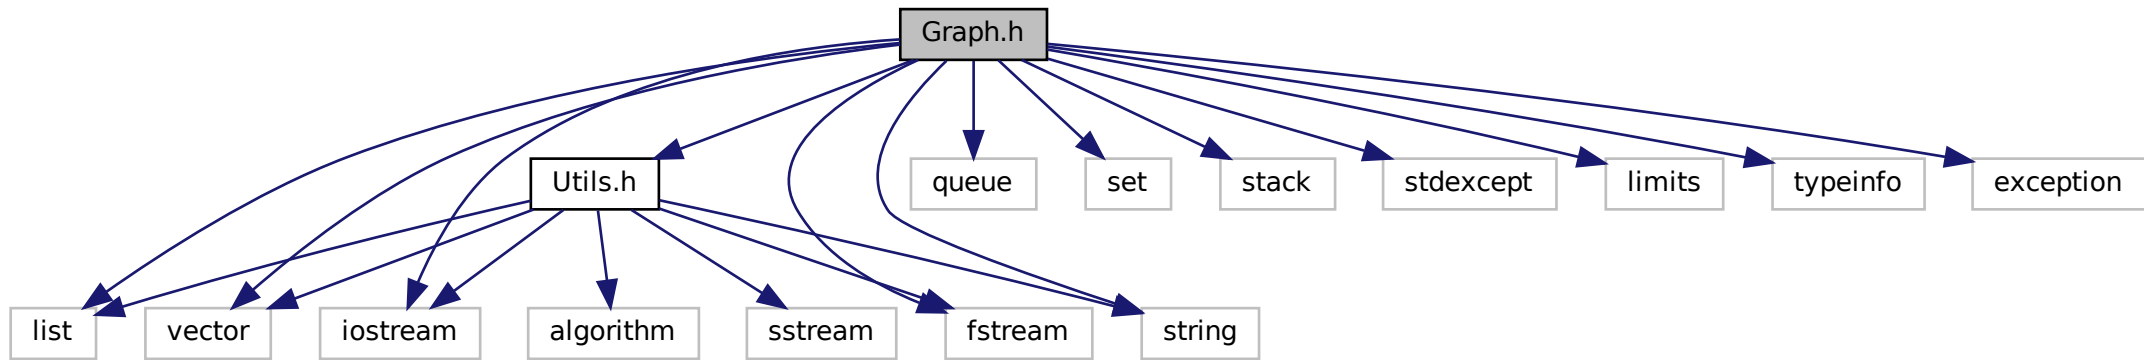 Graph.h
Utils.h
queue
set
stack
stdexcept
limits
typeinfo
exception
list
vector
iostream
algorithm
sstream
fstream
string